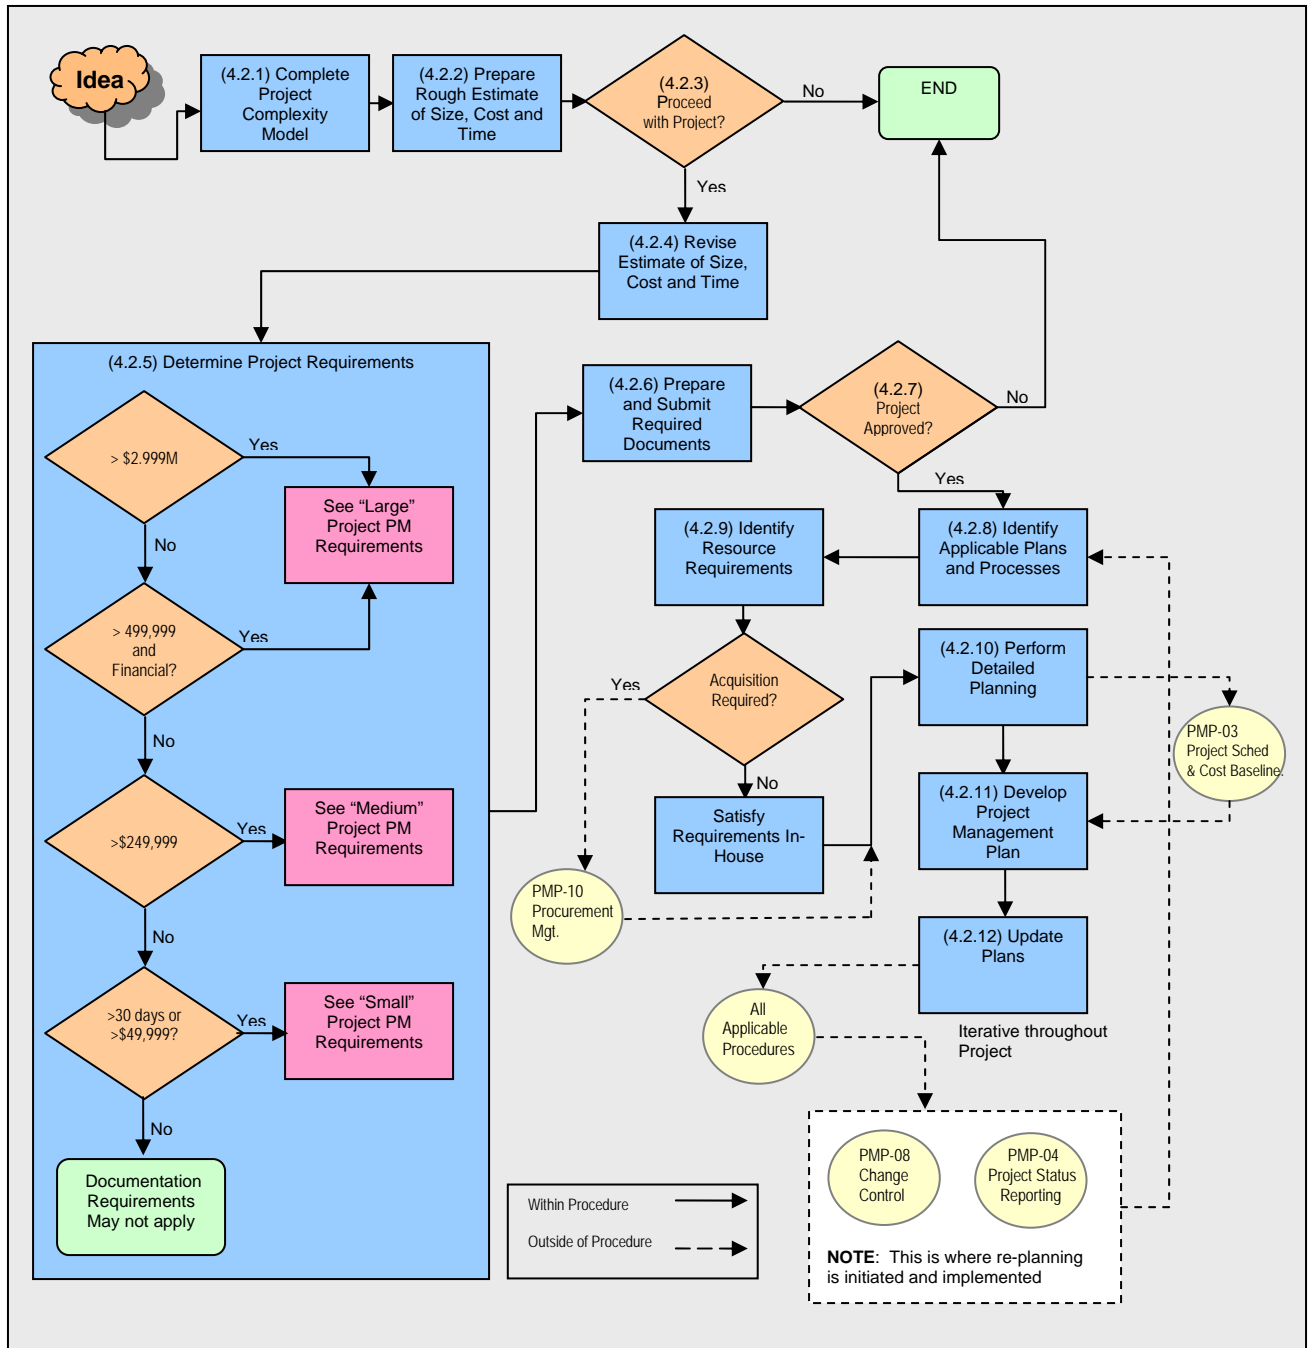 Idea
(4.2.1) Complete
Project
Complexity
Model
(4.2.2) Prepare
Rough Estimate
of Size, Cost and
Time
(4.2.3)
Proceed
with Project?
No
END
Yes
(4.2.4) Revise
Estimate of Size,
Cost and Time
(4.2.5) Determine Project Requirements
> $2.999M
Yes
See “Large”
Project PM
Requirements
No
> 499,999
and
Financial?
Yes
No
>$249,999
Yes
See “Medium”
Project PM
Requirements
No
>30 days or
>$49,999?
Yes
See “Small”
Project PM
Requirements
No
Documentation
Requirements
May not apply
(4.2.6) Prepare
and Submit
Required
Documents
(4.2.7)
Project
Approved?
No
Yes
(4.2.8) Identify
Applicable Plans
and Processes
(4.2.9) Identify
Resource
Requirements
Acquisition
Required?
Yes
No
Satisfy
Requirements In-
House
PMP-10
Procurement
Mgt.
(4.2.10) Perform
Detailed
Planning
PMP-03
Project Sched
& Cost Baseline.
(4.2.11) Develop
Project
Management
Plan
(4.2.12) Update
Plans
Iterative throughout
Project
All
Applicable
Procedures
PMP-08
Change
Control
PMP-04
Project Status
Reporting
NOTE: This is where re-planning
is initiated and implemented
Within Procedure
Outside of Procedure